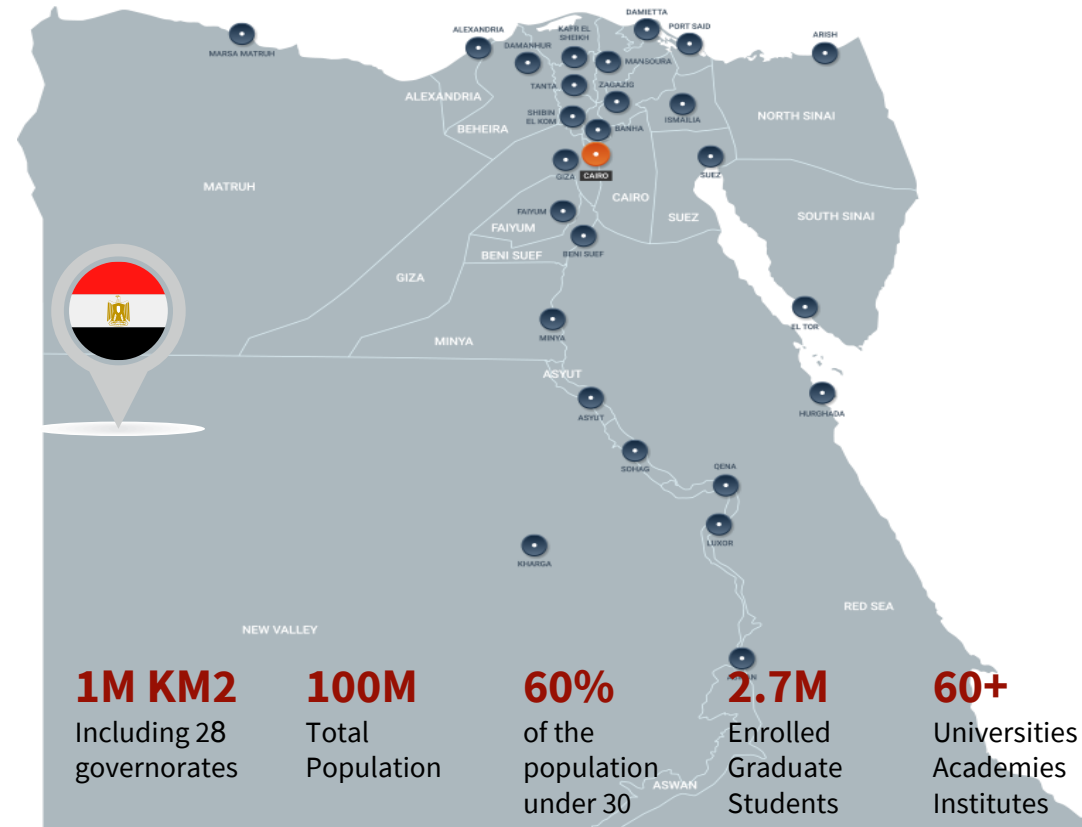 DAMIETTA
ALEXANDRIA
KAFR EL
SHEIKH
PORT SAID
ARISH
MARSA MATRUH
DAMANHUR
MANSOURA
TANTA
ZAGAZIG
ALEXANDRIA
SHIBIN
EL KOM
ISMAILIA
NORTH SINAI
BEHEIRA
BANHA
GIZA
CAIRO
SUEZ
MATRUH
CAIRO
FAIYUM
SUEZ
SOUTH SINAI
FAIYUM
BENI SUEF
BENI SUEF
GIZA
EL TOR
MINYA
MINYA
ASYUT
HURGHADA
ASYUT
SOHAG
QENA
LUXOR
KHARGA
RED SEA
NEW VALLEY
ASWAN
1M KM2
Including 28
governorates
100M
Total
Population
60%
of the
population
under 30
2.7M
Enrolled
Graduate
Students
60+
Universities
Academies
Institutes
ASWAN